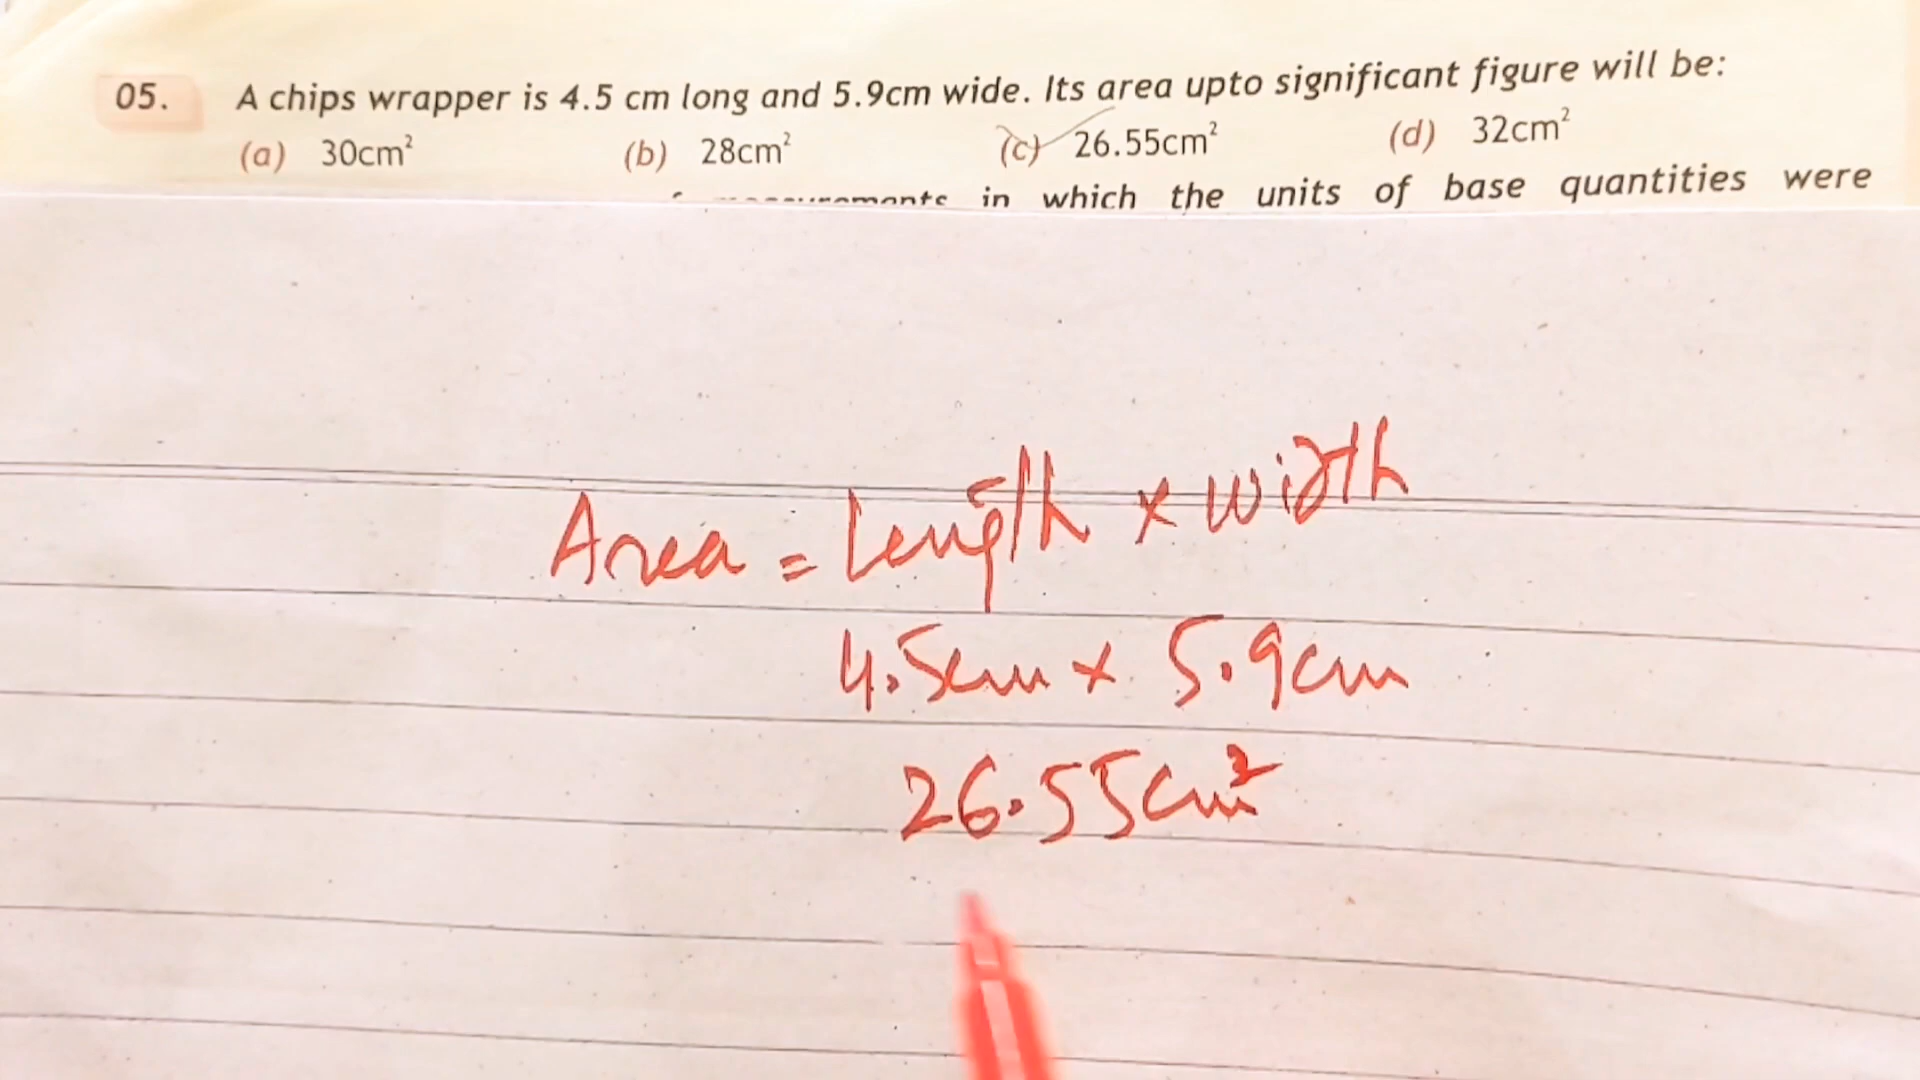 05. A chips wrapper is 4.5 cm long and 5.9cm wide. Its area upto significant figure will be:
(a) 30cm² (b) 28cm² (c) 26.55cm² (d) 32cm²
in which the units of base quantities were
Area = Length × width
4.5cm × 5.9cm
26.55cm²